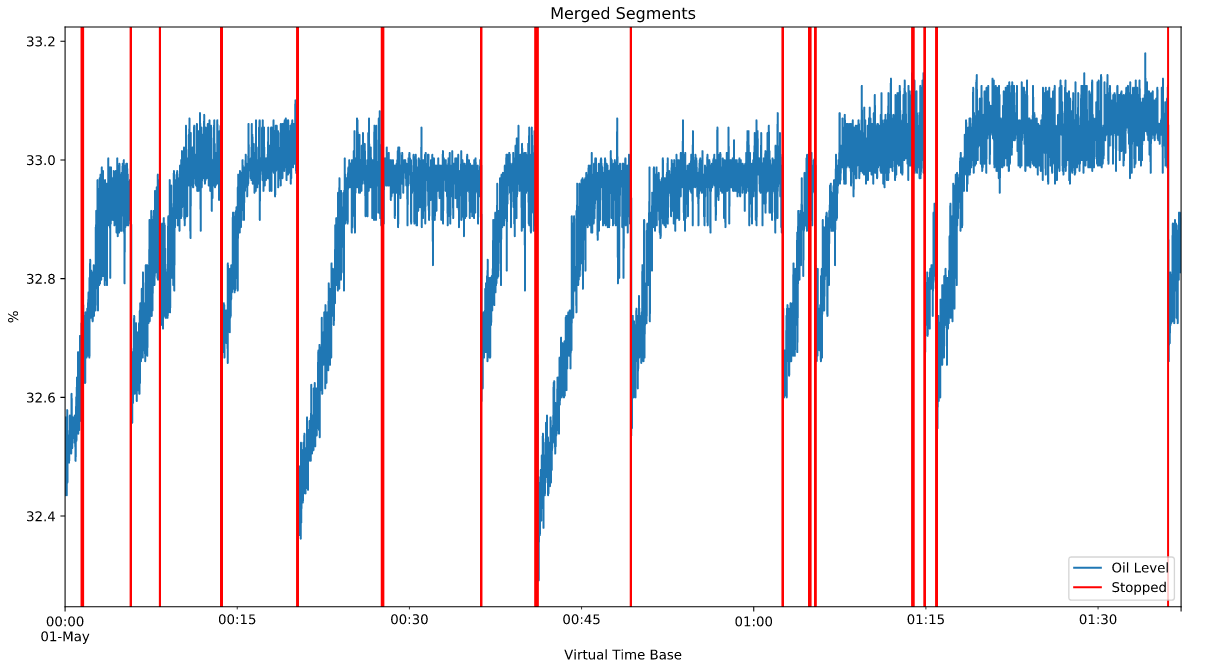 Merged Segments
33.2
33.0
32.8
32.6
32.4
%
00:00
01-May
00:15
00:30
00:45
01:00
01:15
01:30
Virtual Time Base
Oil Level
Stopped